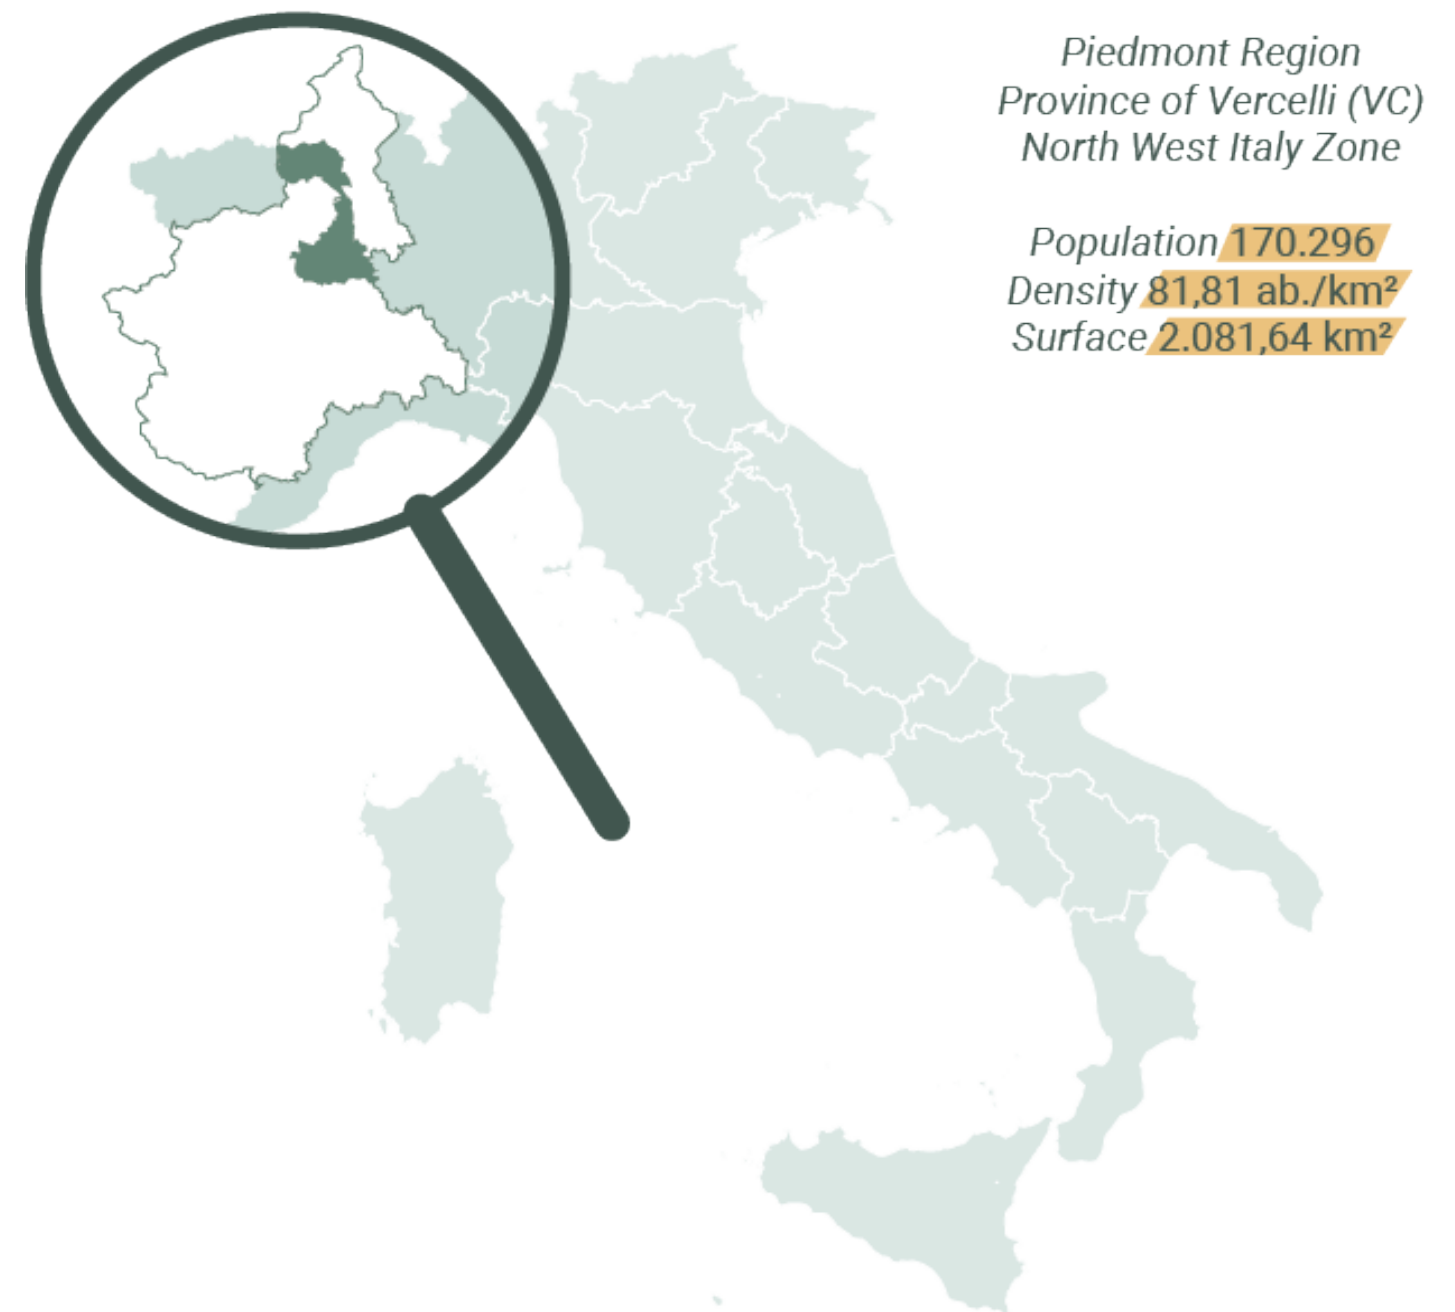 Piedmont Region
Province of Vercelli (VC)
North West Italy Zone
Population 170.296
Density 81,81 ab./km²
Surface 2.081,64 km²